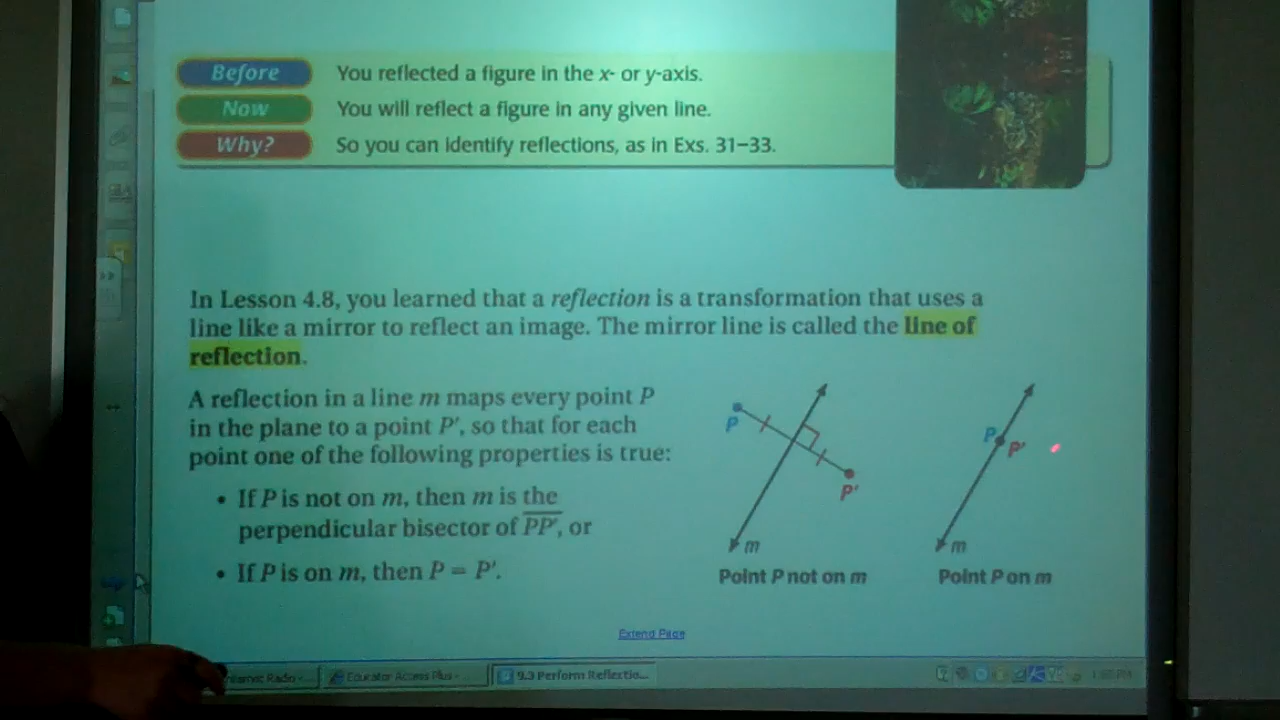 Before You reflected a figure in the x- or y-axis.
Now You will reflect a figure in any given line.
Why? So you can identify reflections, as in Exs. 31–33.
In Lesson 4.8, you learned that a reflection is a transformation that uses a
line like a mirror to reflect an image. The mirror line is called the line of
reflection.
A reflection in a line m maps every point P
in the plane to a point P′, so that for each
point one of the following properties is true:
• If P is not on m, then m is the
perpendicular bisector of PP′, or
• If P is on m, then P = P′.
P
P′
m
Point P not on m
P
P′
m
Point P on m
Extend Page
Radio - Educator Access Plus - 9.3 Perform Reflectio...
PM